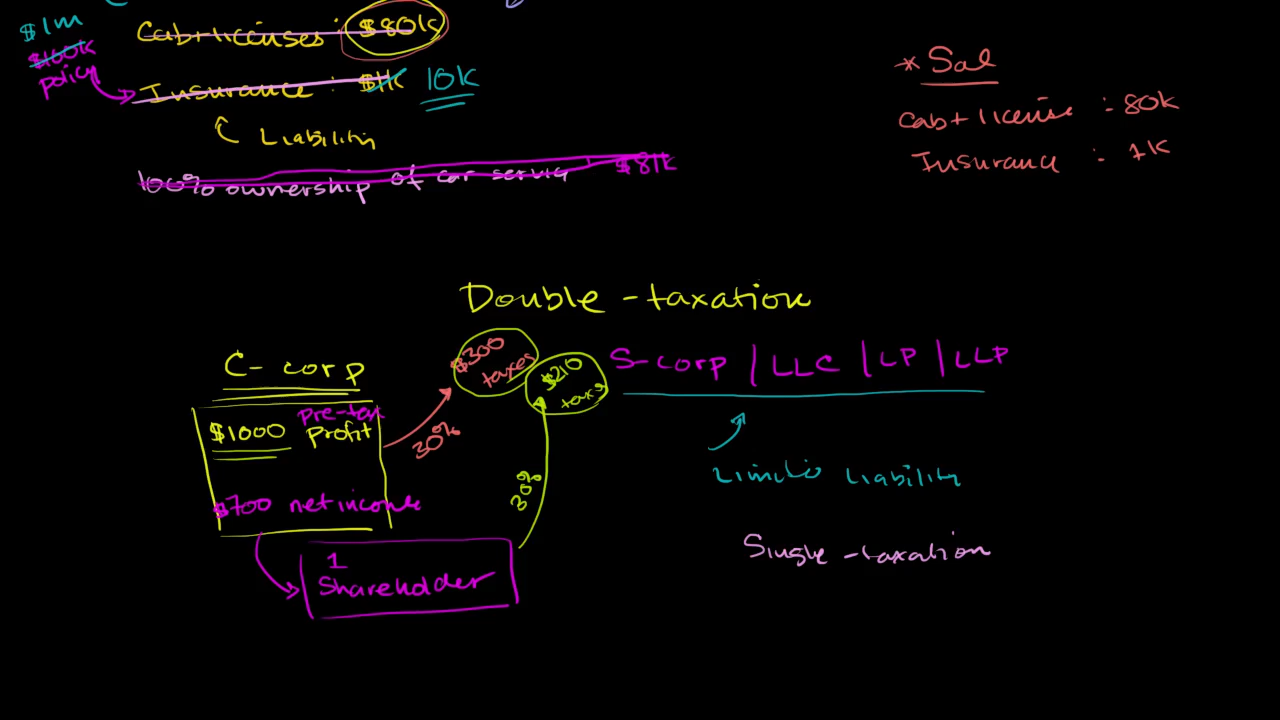 $1m
$100k
policy
Cab+licenses : $80k
Insurance : $1k 10k
Liability
100% ownership of car servic $81k
* Sal
Cab+license : 80k
Insurance : 1k
Double-taxation
C-corp
$1000 pre-tax profit
$700 net income
30%
$300 taxes
1 Shareholder
30%
$210 taxes
S-corp | LLC | LP | LLP
Liability
Single-taxation